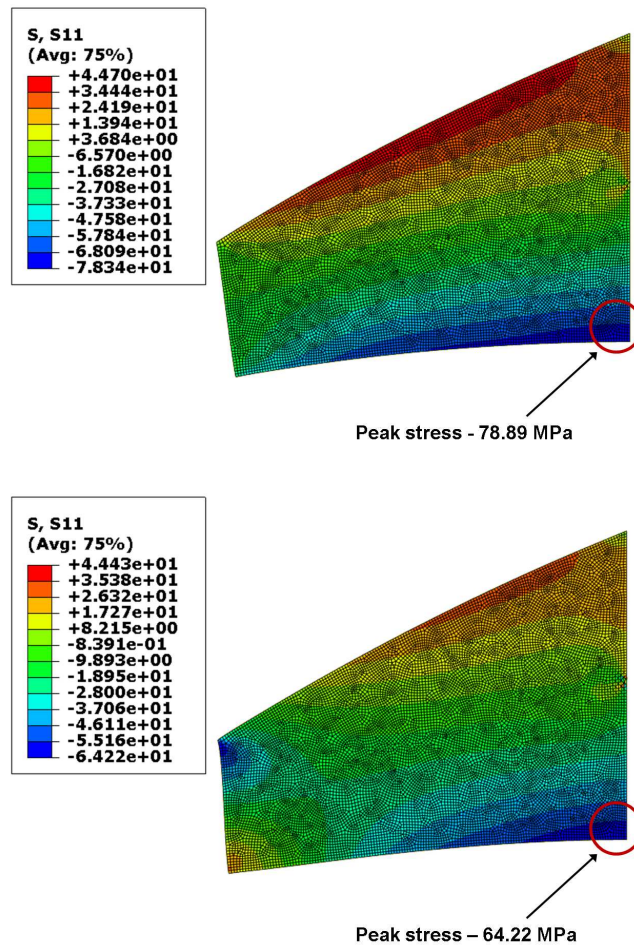 S, S11
(Avg: 75%)
+4.470e+01
+3.444e+01
+2.419e+01
+1.394e+01
+3.684e+00
-6.570e+00
-1.682e+01
-2.708e+01
-3.733e+01
-4.758e+01
-5.784e+01
-6.809e+01
-7.834e+01
Peak stress - 78.89 MPa
S, S11
(Avg: 75%)
+4.443e+01
+3.538e+01
+2.632e+01
+1.727e+01
+8.215e+00
-8.391e-01
-9.893e+00
-1.895e+01
-2.800e+01
-3.706e+01
-4.611e+01
-5.516e+01
-6.422e+01
Peak stress – 64.22 MPa